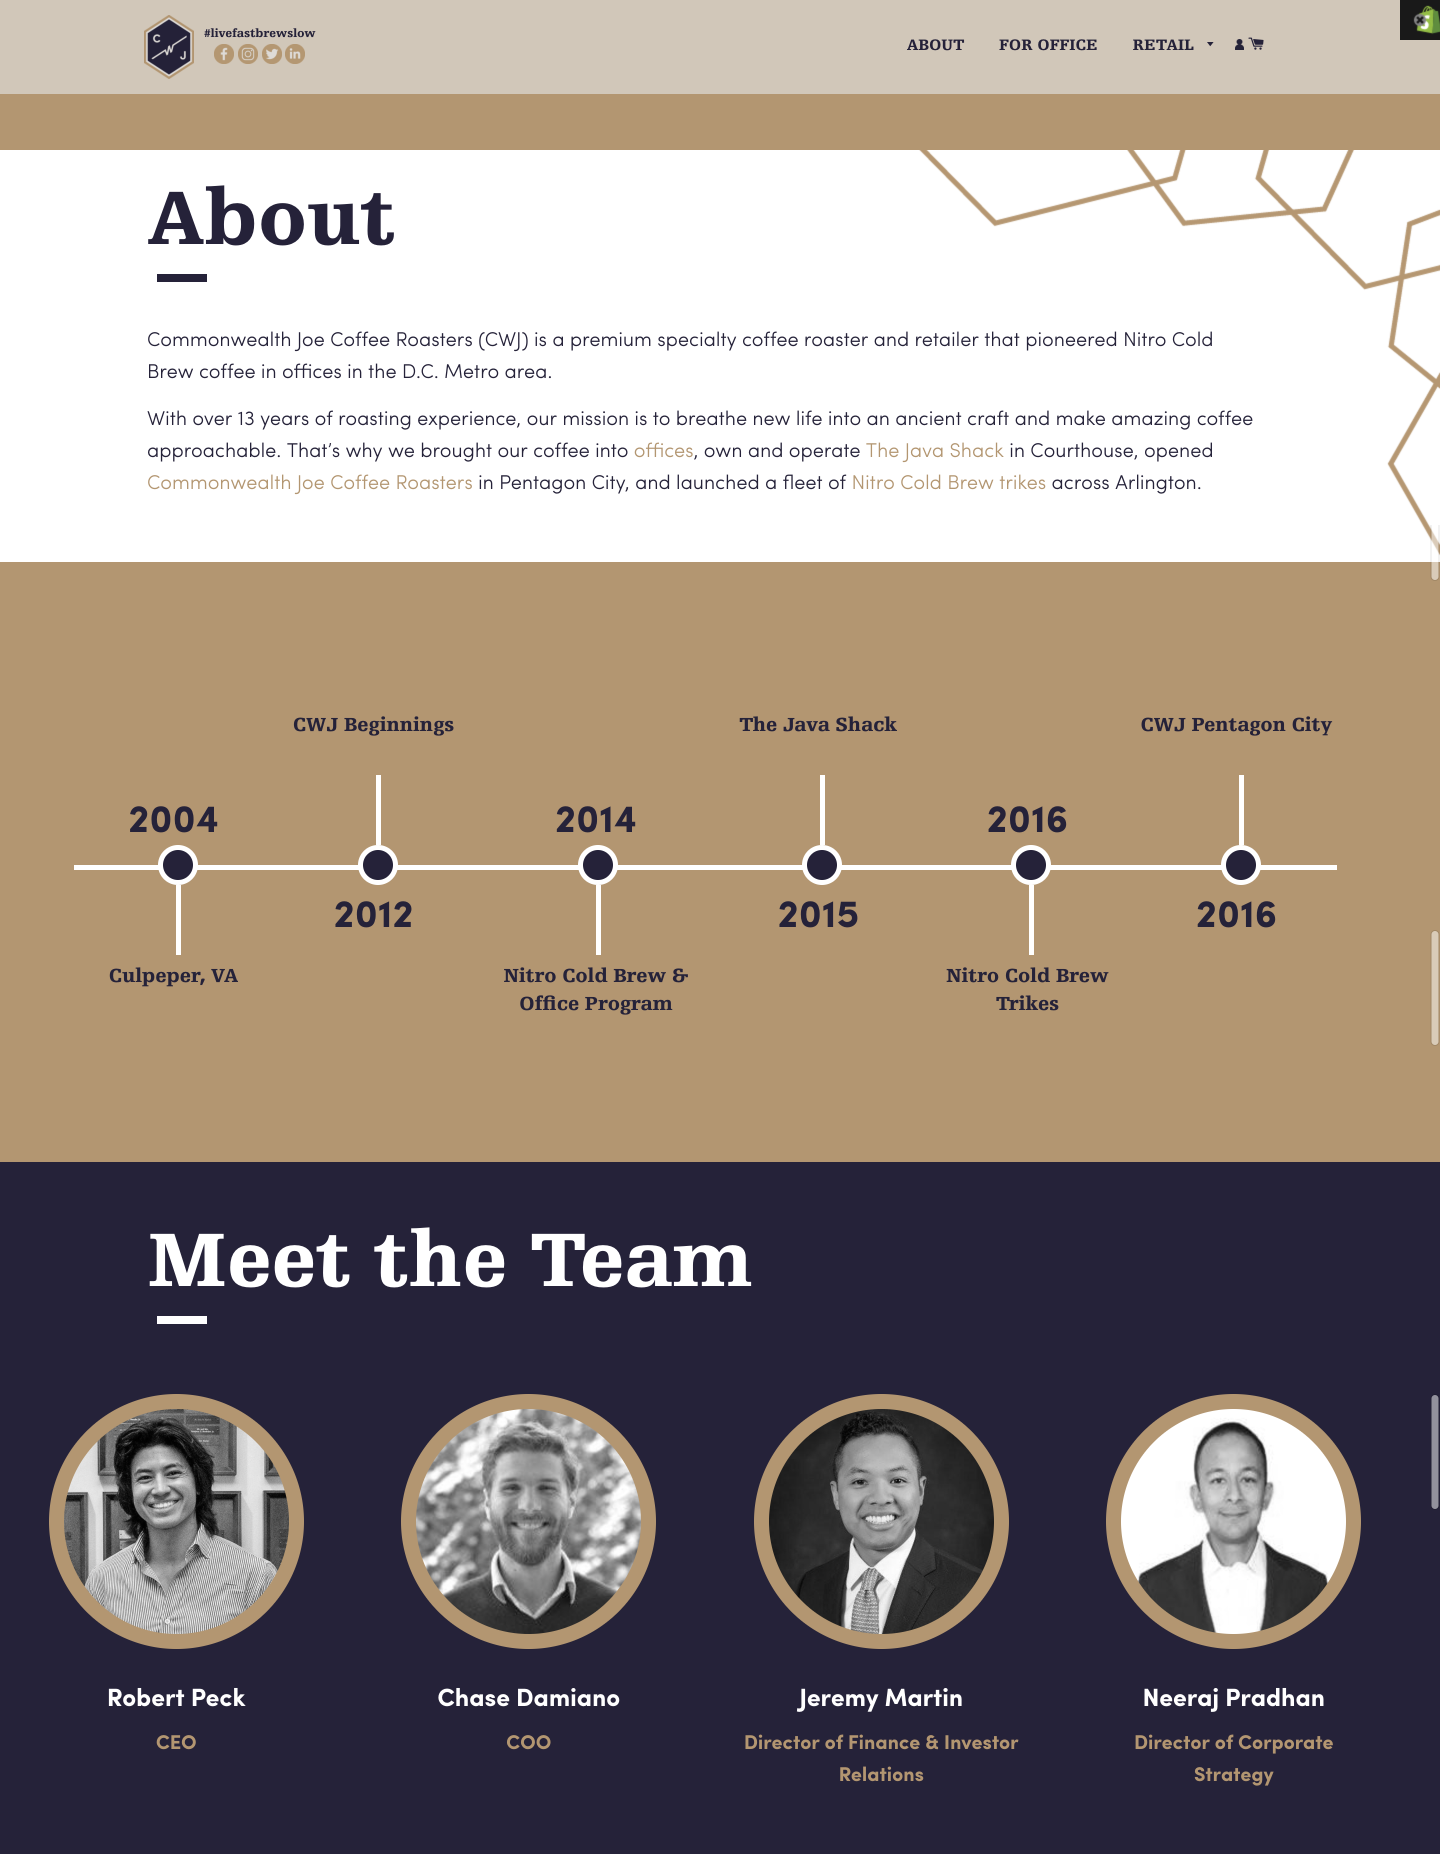 C W J
#livefastbrewslow
ABOUT FOR OFFICE RETAIL
About
Commonwealth Joe Coffee Roasters (CWJ) is a premium specialty coffee roaster and retailer that pioneered Nitro Cold
Brew coffee in offices in the D.C. Metro area.
With over 13 years of roasting experience, our mission is to breathe new life into an ancient craft and make amazing coffee
approachable. That's why we brought our coffee into offices, own and operate The Java Shack in Courthouse, opened
Commonwealth Joe Coffee Roasters in Pentagon City, and launched a fleet of Nitro Cold Brew trikes across Arlington.
CWJ Beginnings
The Java Shack
CWJ Pentagon City
2004
2014
2016
2012
2015
2016
Culpeper, VA
Nitro Cold Brew &
Office Program
Nitro Cold Brew
Trikes
Meet the Team
Robert Peck
CEO
Chase Damiano
COO
Jeremy Martin
Director of Finance & Investor
Relations
Neeraj Pradhan
Director of Corporate
Strategy